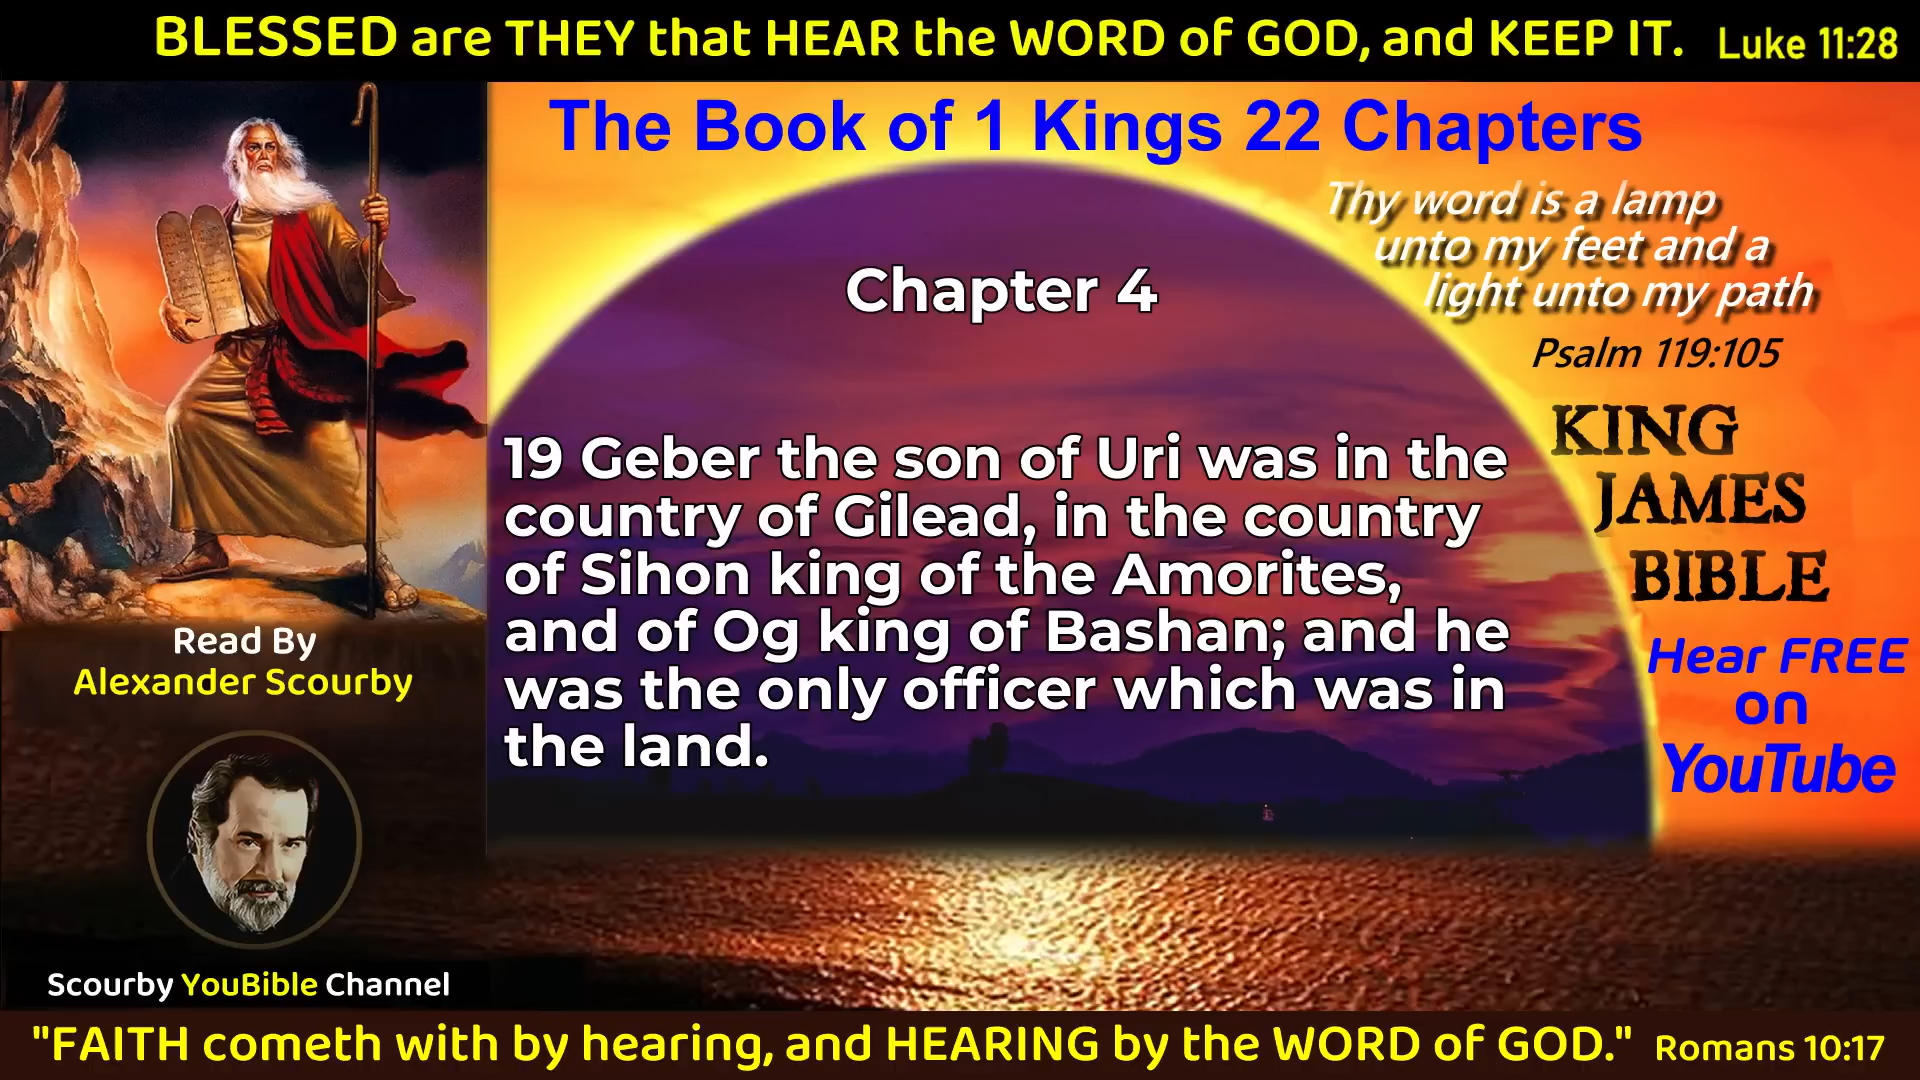 BLESSED are THEY that HEAR the WORD of GOD, and KEEP IT. Luke 11:28
The Book of 1 Kings 22 Chapters
Thy word is a lamp
unto my feet and a
light unto my path
Psalm 119:105
KING
JAMES
BIBLE
Hear FREE
on
YouTube
Chapter 4
19 Geber the son of Uri was in the
country of Gilead, in the country
of Sihon king of the Amorites,
and of Og king of Bashan; and he
was the only officer which was in
the land.
Read By
Alexander Scourby
Scourby YouBible Channel
"FAITH cometh with by hearing, and HEARING by the WORD of GOD." Romans 10:17